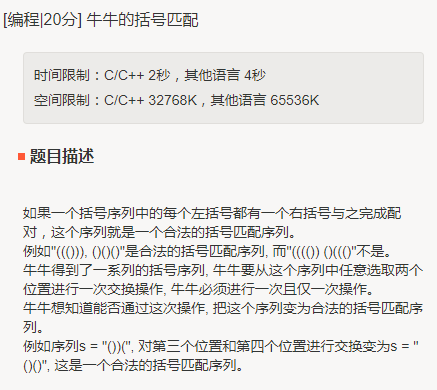 [编程|20分] 牛牛的括号匹配
时间限制：C/C++ 2秒，其他语言 4秒
空间限制：C/C++ 32768K，其他语言 65536K
题目描述
如果一个括号序列中的每个左括号都有一个右括号与之完成配
对，这个序列就是一个合法的括号匹配序列。
例如"((())), ()()()"是合法的括号匹配序列, 而"(((()) ()((()"不是。
牛牛得到了一系列的括号序列, 牛牛要从这个序列中任意选取两个
位置进行一次交换操作, 牛牛必须进行一次且仅一次操作。
牛牛想知道能否通过这次操作, 把这个序列变为合法的括号匹配序
列。
例如序列s = "())(", 对第三个位置和第四个位置进行交换变为s = "
()()", 这是一个合法的括号匹配序列。